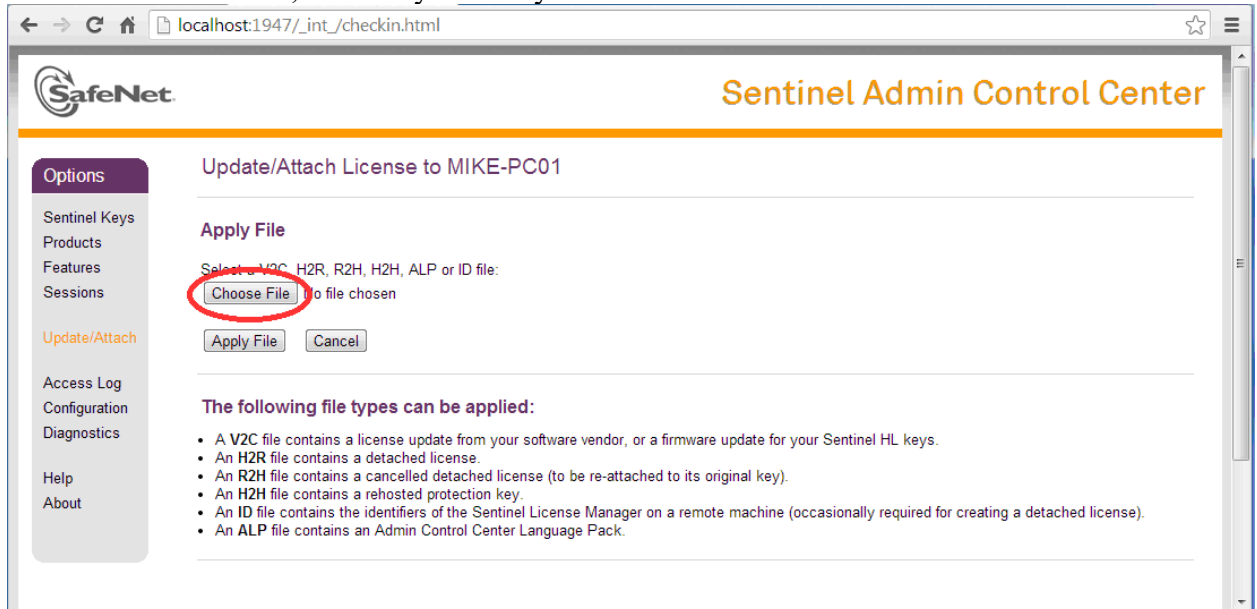 localhost:1947/_int_/checkin.html
SafeNet.
Sentinel Admin Control Center
Options
Sentinel Keys
Products
Features
Sessions
Update/Attach
Access Log
Configuration
Diagnostics
Help
About
Update/Attach License to MIKE-PC01
Apply File
Select a V2C, H2R, R2H, H2H, ALP or ID file:
Choose File No file chosen
Apply File Cancel
The following file types can be applied:
• A V2C file contains a license update from your software vendor, or a firmware update for your Sentinel HL keys.
• An H2R file contains a detached license.
• An R2H file contains a cancelled detached license (to be re-attached to its original key).
• An H2H file contains a rehosted protection key.
• An ID file contains the identifiers of the Sentinel License Manager on a remote machine (occasionally required for creating a detached license).
• An ALP file contains an Admin Control Center Language Pack.